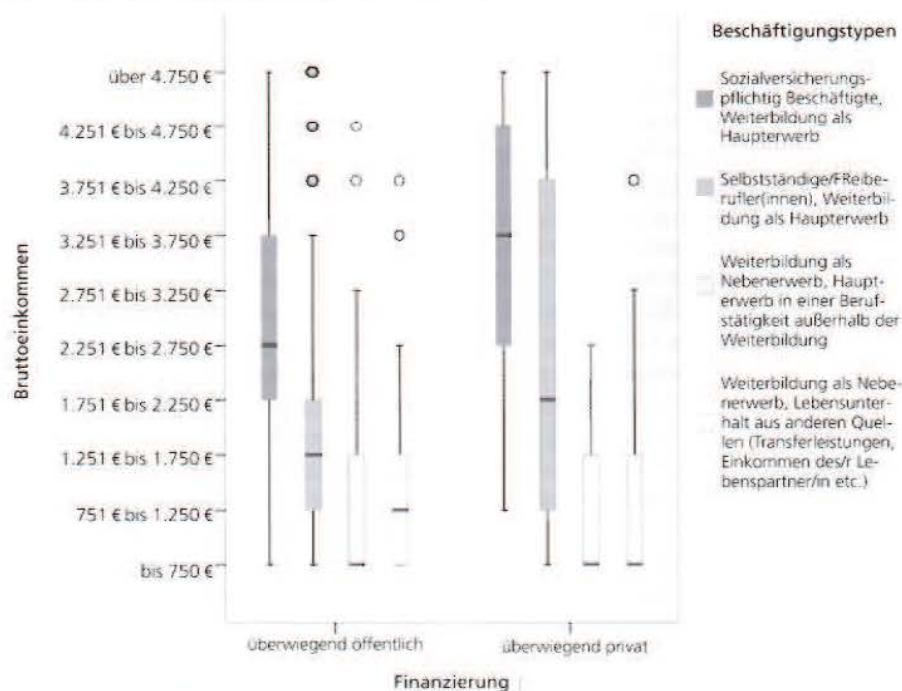 Beschäftigungstypen
Sozialversicherungs-
pflichtig Beschäftigte,
Weiterbildung als
Haupterwerb
Selbstständige/FReibe-
rufler(innen), Weiterbil-
dung als Haupterwerb
Weiterbildung als
Nebenerwerb, Haupt-
erwerb in einer Beruf-
stätigkeit außerhalb der
Weiterbildung
Weiterbildung als Nebe-
nerwerb, Lebensunter-
halt aus anderen Quel-
len (Transferleistungen,
Einkommen des/r Le-
benspartner/in etc.)
Bruttoeinkommen
über 4.750 €
4.251 € bis 4.750 €
3.751 € bis 4.250 €
3.251 € bis 3.750 €
2.751 € bis 3.250 €
2.251 € bis 2.750 €
1.751 € bis 2.250 €
1.251 € bis 1.750 €
751 € bis 1.250 €
bis 750 €
überwiegend öffentlich
überwiegend privat
Finanzierung